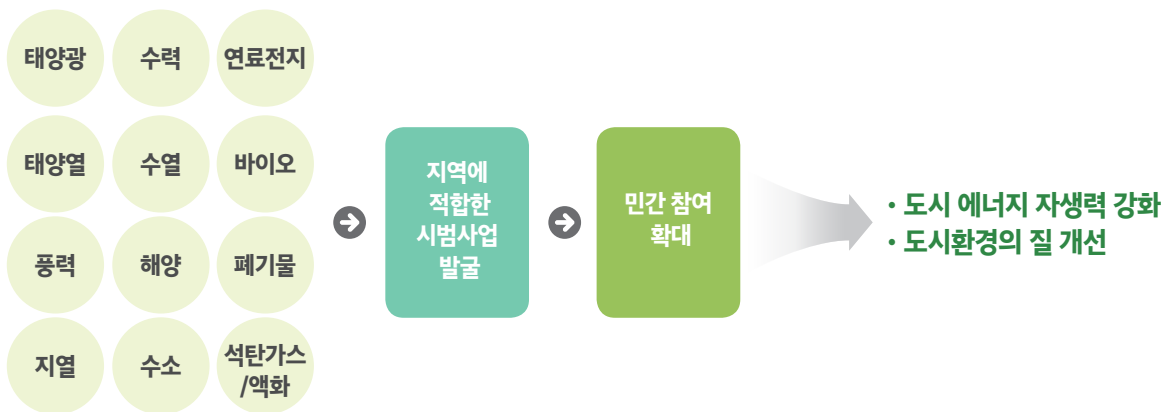 태양광 수력 연료전지
태양열 수열 바이오
풍력 해양 폐기물
지열 수소 석탄가스
/액화
지역에
적합한
시범사업
발굴
민간 참여
확대
• 도시 에너지 자생력 강화
• 도시환경의 질 개선